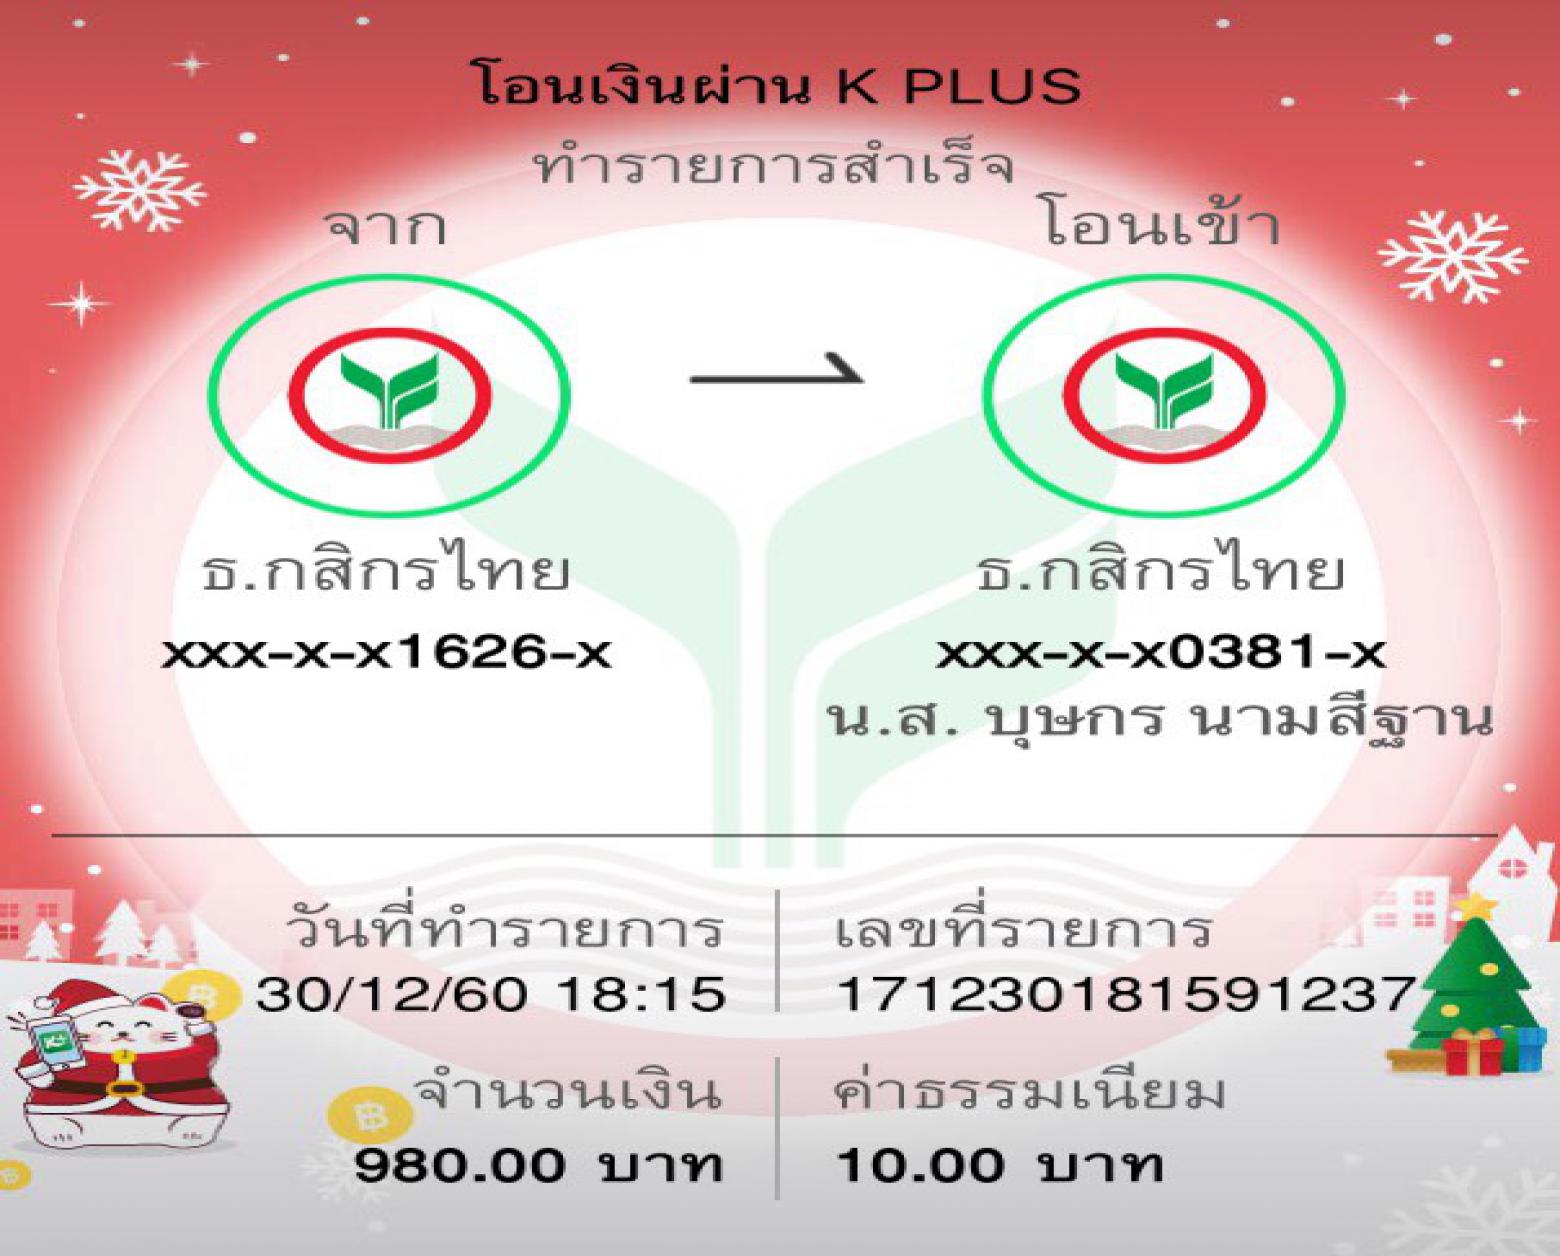 โอนเงินผ่าน K PLUS
ทำรายการสำเร็จ
จาก
โอนเข้า
ธ.กสิกรไทย
ธ.กสิกรไทย
xxx-x-x1626-x
xxx-x-x0381-x
น.ส. บุษกร นามสีฐาน
วันที่ทำรายการ
เลขที่รายการ
30/12/60 18:15
171230181591237
จำนวนเงิน
ค่าธรรมเนียม
980.00 บาท
10.00 บาท
K+
฿
฿
฿